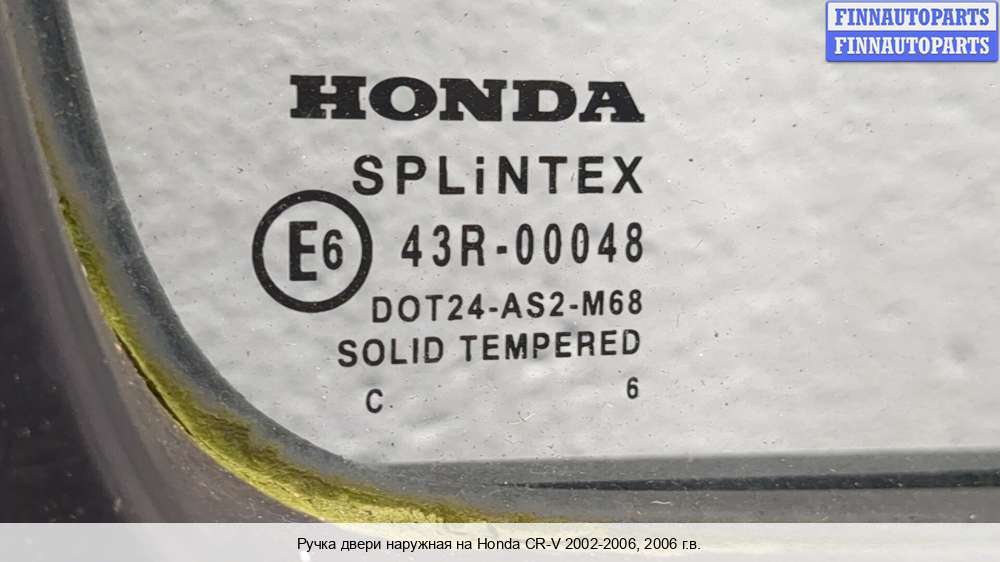 FINNAUTOPARTS
FINNAUTOPARTS
HONDA
SPLiNTEX
E6 43R-00048
DOT24-AS2-M68
SOLID TEMPERED
C 6
Ручка двери наружная на Honda CR-V 2002-2006, 2006 г.в.